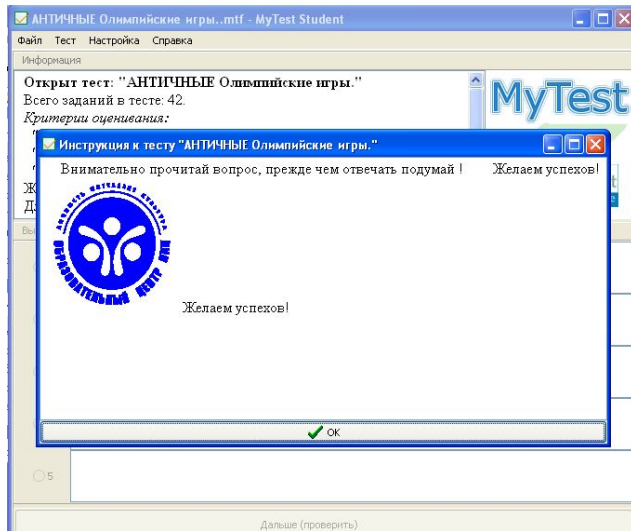 АНТИЧНЫЕ Олимпийские игры..mtf - MyTest Student
Файл Тест Настройка Справка
Информация
Открыт тест: "АНТИЧНЫЕ Олимпийские игры."
Всего заданий в тесте: 42.
Критерии оценивания:
MyTest
Инструкция к тесту "АНТИЧНЫЕ Олимпийские игры."
Внимательно прочитай вопрос, прежде чем отвечать подумай ! Желаем успехов!
ОБРАЗОВАТЕЛЬНЫЙ ЦЕНТР
Желаем успехов!
OK
5
Дальше (проверить)